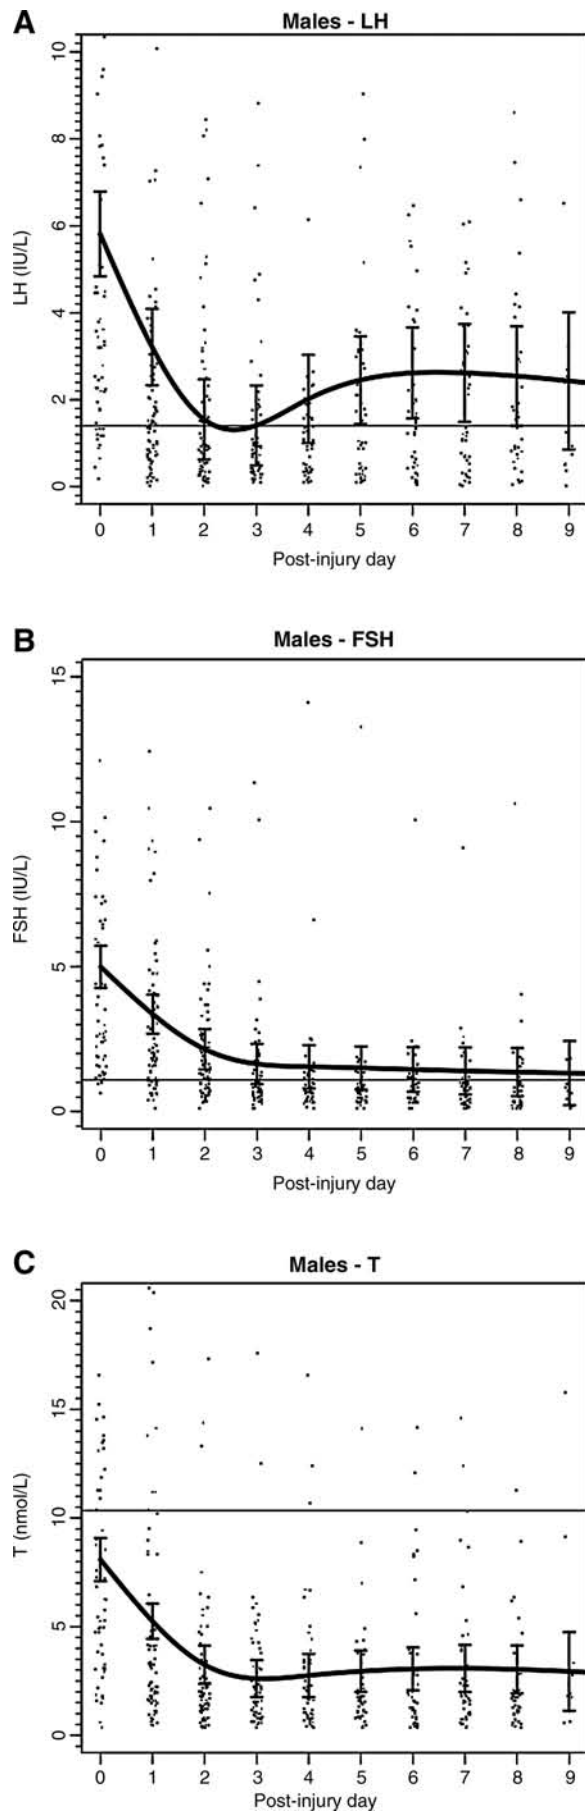 A
Males - LH
10
8
6
4
2
0
LH (IU/L)
0 1 2 3 4 5 6 7 8 9
Post-injury day
B
Males - FSH
15
10
5
0
FSH (IU/L)
0 1 2 3 4 5 6 7 8 9
Post-injury day
C
Males - T
20
15
10
5
0
T (nmol/L)
0 1 2 3 4 5 6 7 8 9
Post-injury day